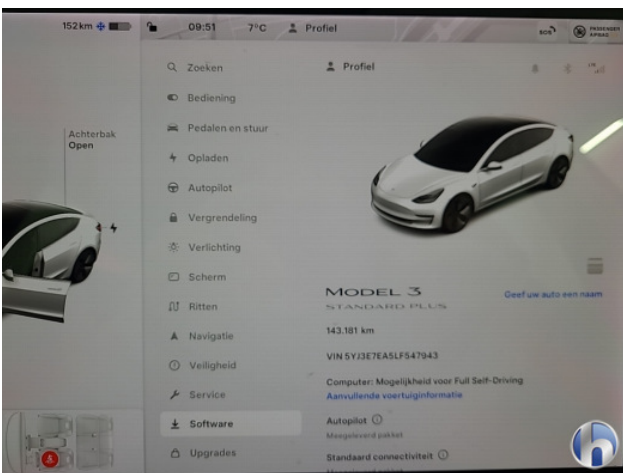 152 km
09:51
7°C
Profiel
SOS
PASSENGER
AIRBAG
Achterbak
Open
Zoeken
Bediening
Pedalen en stuur
Opladen
Autopilot
Vergrendeling
Verlichting
Scherm
Ritten
Navigatie
Veiligheid
Service
Software
Upgrades
Profiel
LTE
MODEL 3
STANDARD PLUS
Geef uw auto een naam
143.181 km
VIN 5YJ3E7EA5LF547943
Computer: Mogelijkheid voor Full Self-Driving
Aanvullende voertuiginformatie
Autopilot
Meegeleverd pakket
Standaard connectiviteit
h